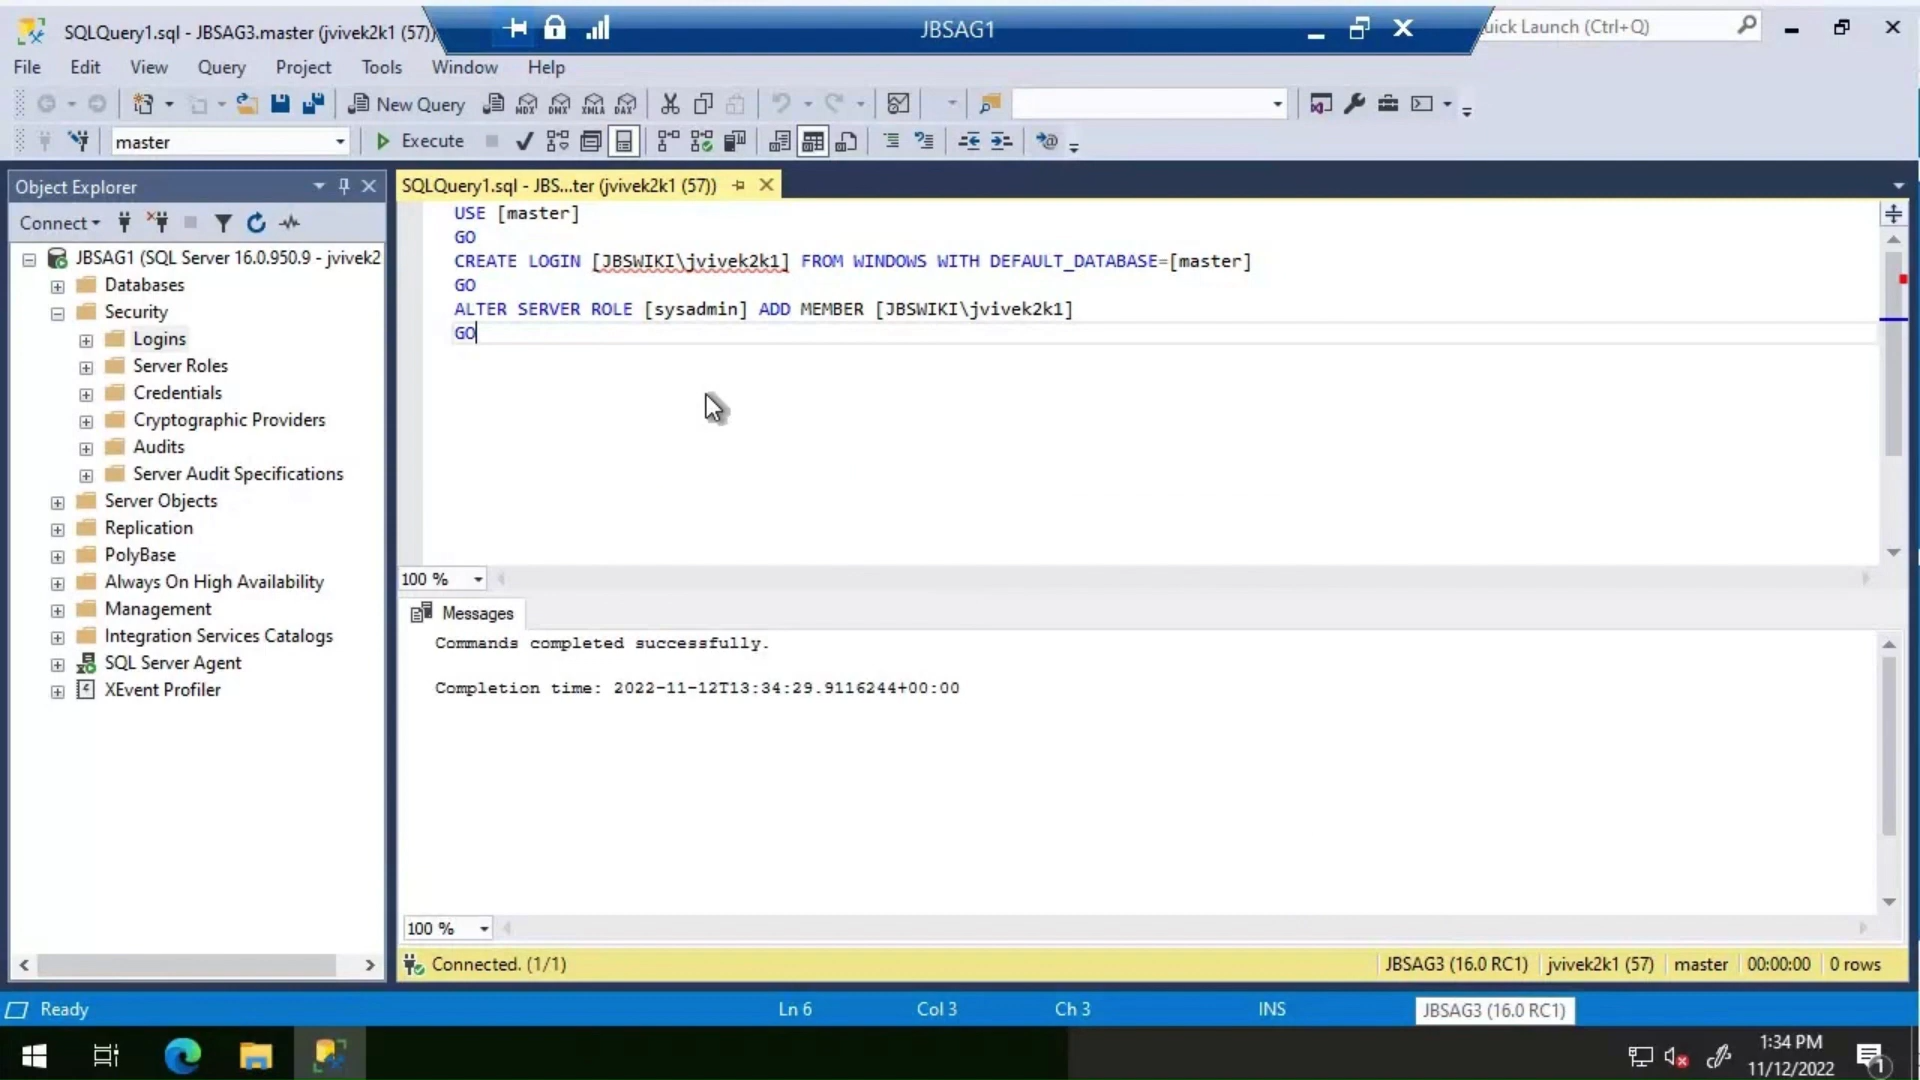 SQLQuery1.sql - JBSAG3.master (jvivek2k1 (57))
JBSAG1
uick Launch (Ctrl+Q)
File Edit View Query Project Tools Window Help
New Query MDX DMX XMLA DAX
master Execute
Object Explorer
SQLQuery1.sql - JBS...ter (jvivek2k1 (57))
Connect
JBSAG1 (SQL Server 16.0.950.9 - jvivek2
Databases
Security
Logins
Server Roles
Credentials
Cryptographic Providers
Audits
Server Audit Specifications
Server Objects
Replication
PolyBase
Always On High Availability
Management
Integration Services Catalogs
SQL Server Agent
XEvent Profiler
USE [master]
GO
CREATE LOGIN [JBSWIKI\jvivek2k1] FROM WINDOWS WITH DEFAULT_DATABASE=[master]
GO
ALTER SERVER ROLE [sysadmin] ADD MEMBER [JBSWIKI\jvivek2k1]
GO
100 %
Messages
Commands completed successfully.
Completion time: 2022-11-12T13:34:29.9116244+00:00
100 %
Connected. (1/1)
JBSAG3 (16.0 RC1) jvivek2k1 (57) master 00:00:00 0 rows
Ready Ln 6 Col 3 Ch 3 INS
JBSAG3 (16.0 RC1)
1:34 PM
11/12/2022
1